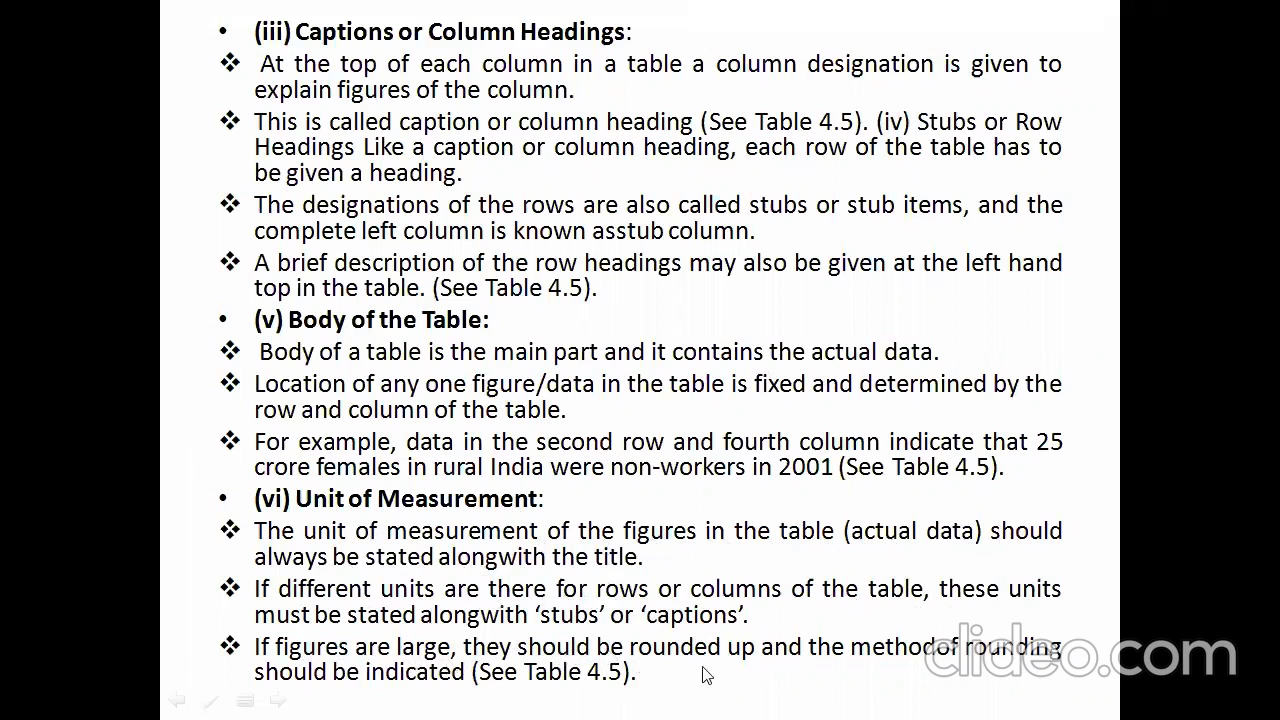 • (iii) Captions or Column Headings:
❖ At the top of each column in a table a column designation is given to
explain figures of the column.
❖ This is called caption or column heading (See Table 4.5). (iv) Stubs or Row
Headings Like a caption or column heading, each row of the table has to
be given a heading.
❖ The designations of the rows are also called stubs or stub items, and the
complete left column is known asstub column.
❖ A brief description of the row headings may also be given at the left hand
top in the table. (See Table 4.5).
• (v) Body of the Table:
❖ Body of a table is the main part and it contains the actual data.
❖ Location of any one figure/data in the table is fixed and determined by the
row and column of the table.
❖ For example, data in the second row and fourth column indicate that 25
crore females in rural India were non-workers in 2001 (See Table 4.5).
• (vi) Unit of Measurement:
❖ The unit of measurement of the figures in the table (actual data) should
always be stated alongwith the title.
❖ If different units are there for rows or columns of the table, these units
must be stated alongwith ‘stubs’ or ‘captions’.
❖ If figures are large, they should be rounded up and the methodof rounding
should be indicated (See Table 4.5).
clideo.com